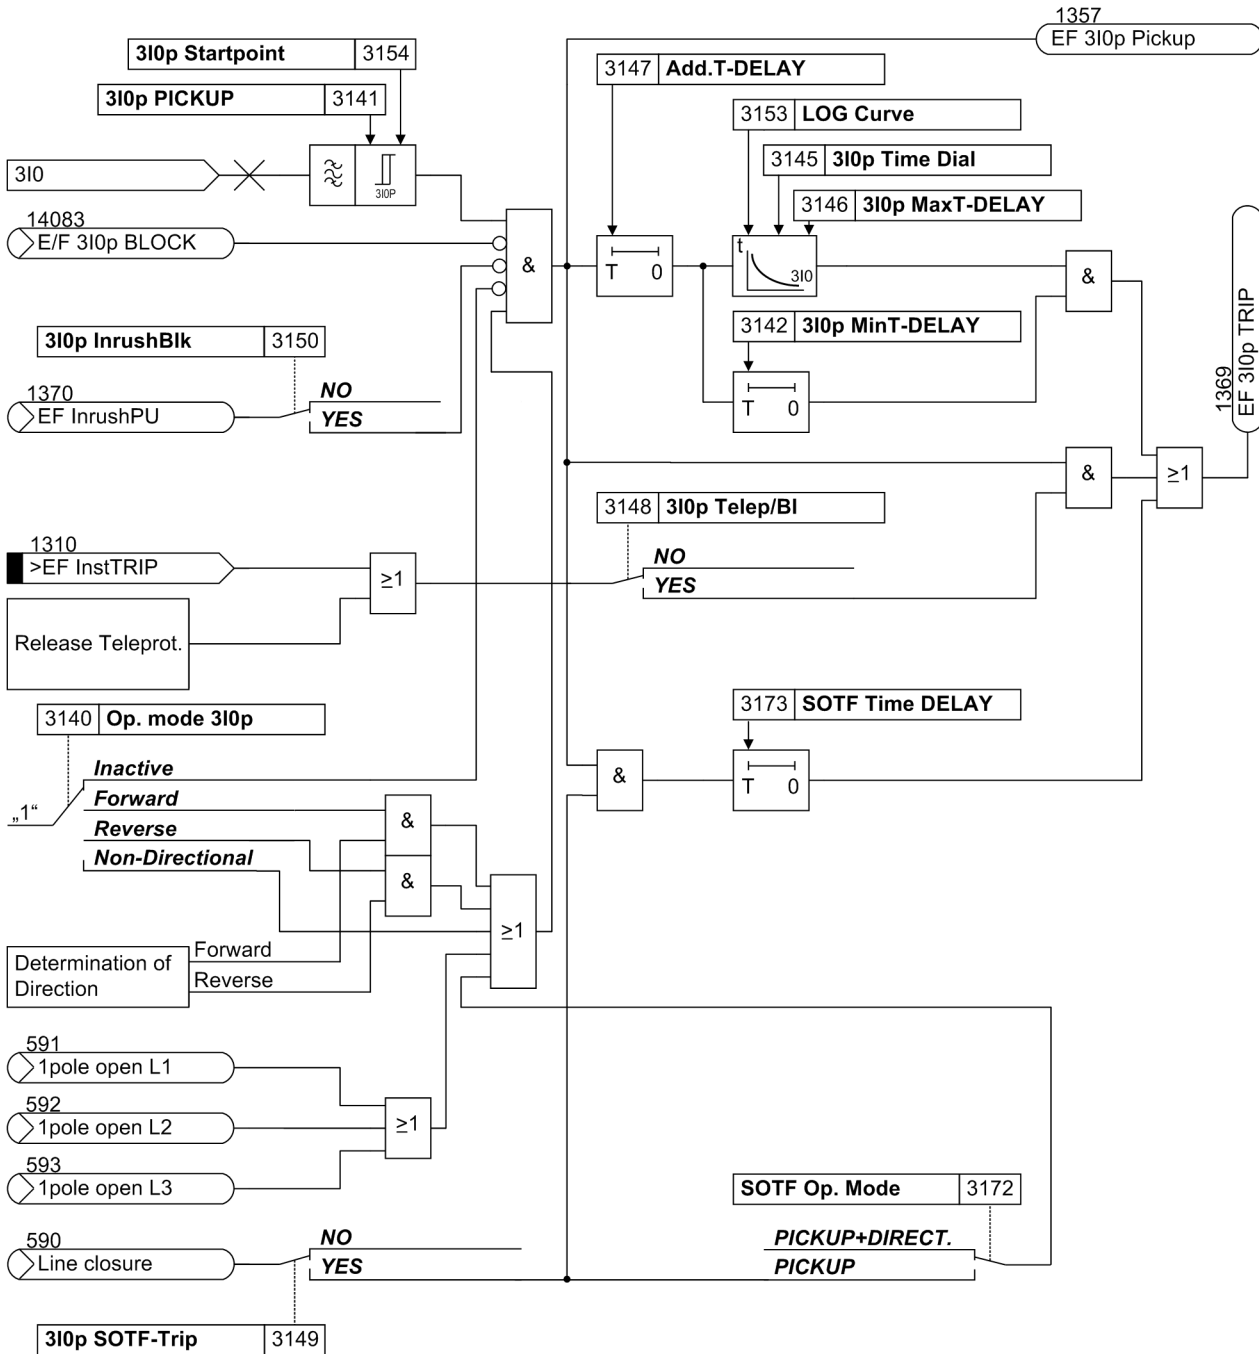 1357
EF 3I0p Pickup
3I0p Startpoint 3154
3147 Add.T-DELAY
3I0p PICKUP 3141
3153 LOG Curve
3145 3I0p Time Dial
3I0
3I0P
3146 3I0p MaxT-DELAY
14083
E/F 3I0p BLOCK
&
T 0
t
3I0
&
3I0p InrushBlk 3150
3142 3I0p MinT-DELAY
1369
EF 3I0p TRIP
1370
EF InrushPU
NO
YES
T 0
&
≥1
3148 3I0p Telep/BI
1310
>EF InstTRIP
≥1
NO
YES
Release Teleprot.
3140 Op. mode 3I0p
3173 SOTF Time DELAY
„1“
Inactive
Forward
Reverse
Non-Directional
&
&
&
T 0
≥1
Determination of
Direction
Forward
Reverse
591
1pole open L1
592
1pole open L2
≥1
593
1pole open L3
SOTF Op. Mode 3172
590
Line closure
NO
YES
PICKUP+DIRECT.
PICKUP
3I0p SOTF-Trip 3149